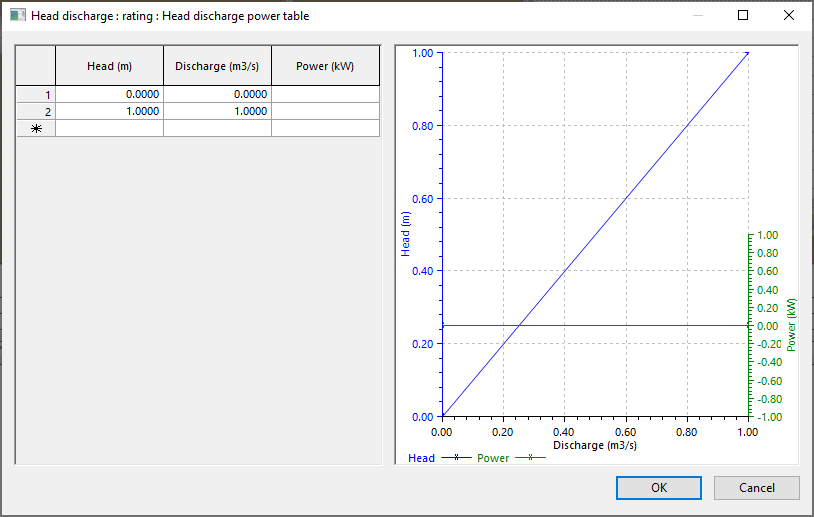 Head discharge : rating : Head discharge power table
Head (m) Discharge (m3/s) Power (kW)
1 0.0000 0.0000
2 1.0000 1.0000
1.00
0.80
0.60
0.40
0.20
0.00
Head (m)
1.00
0.80
0.60
0.40
0.20
0.00
-0.20
-0.40
-0.60
-0.80
-1.00
Power (kW)
0.00 0.20 0.40 0.60 0.80 1.00
Discharge (m3/s)
Head Power
OK Cancel